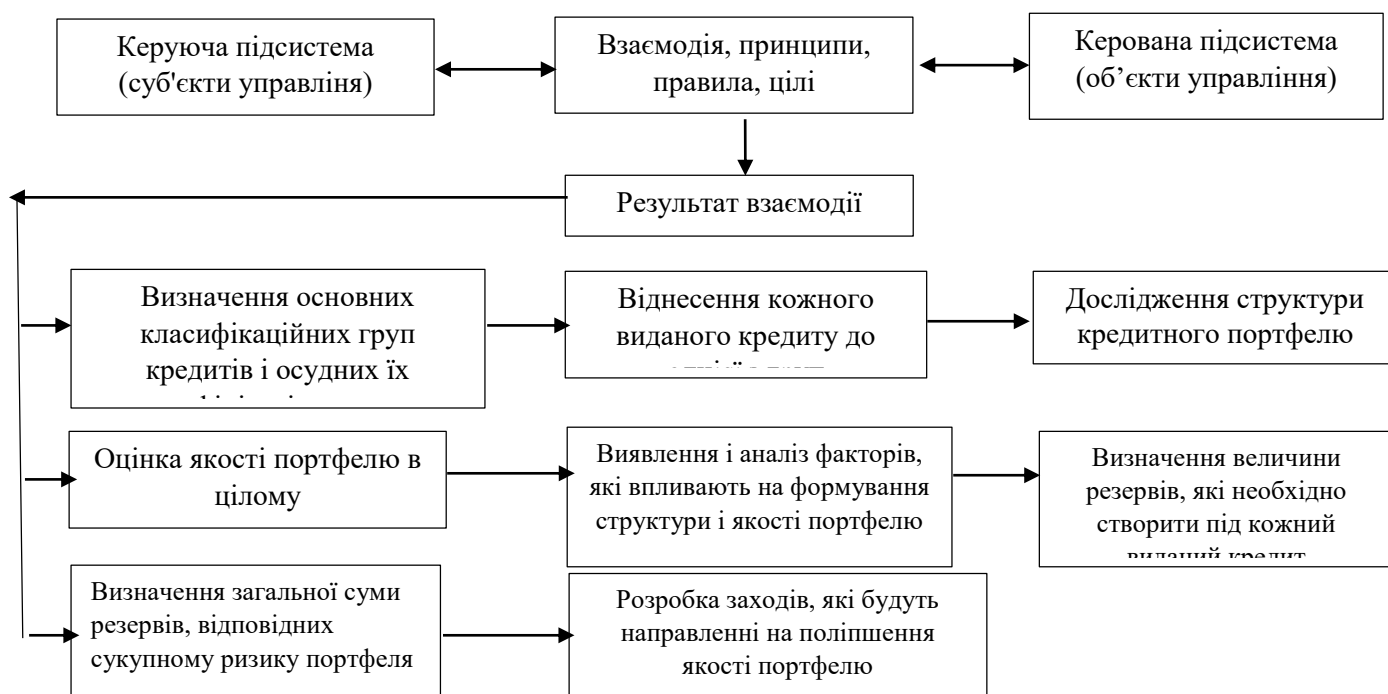 Керуюча підсистема
(суб'єкти управліня)
Взаємодія, принципи,
правила, цілі
Керована підсистема
(об’єкти управління)
Результат взаємодії
Визначення основних
класифікаційних груп
кредитів і осудних їх
Віднесення кожного
виданого кредиту до
Дослідження структури
кредитного портфелю
Оцінка якості портфелю в
цілому
Виявлення і аналіз факторів,
які впливають на формування
структури і якості портфелю
Визначення величини
резервів, які необхідно
створити під кожний
виданий кредит
Визначення загальної суми
резервів, відповідних
сукупному ризику портфеля
Розробка заходів, які будуть
направленні на поліпшення
якості портфелю